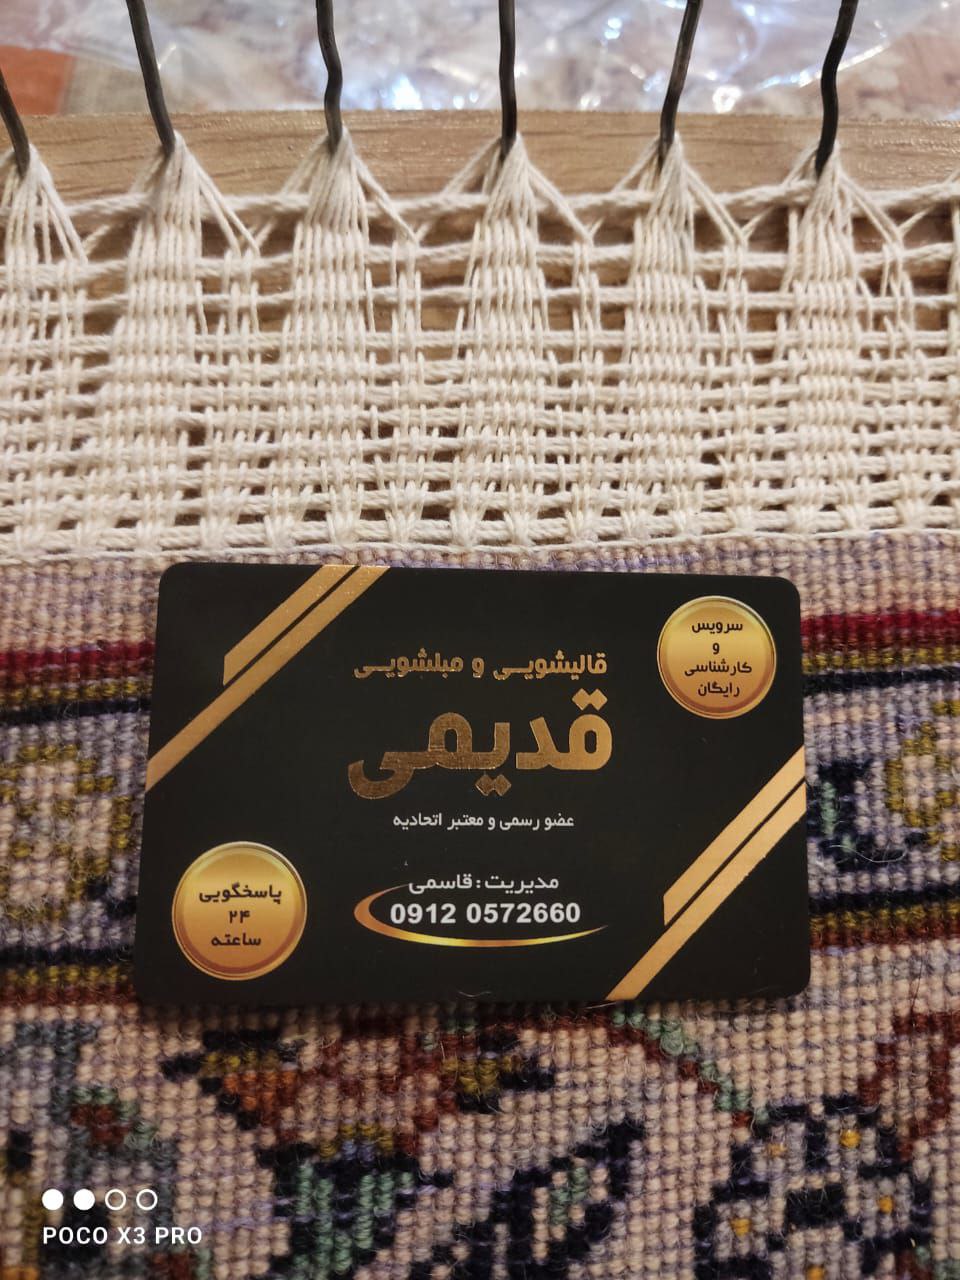 سرویس
و
کارشناسی
رایگان
قالیشویی و مبلشویی
قدیمی
عضو رسمی و معتبر اتحادیه
مدیریت : قاسمی
0912 0572660
پاسخگویی
۲۴
ساعته
POCO X3 PRO